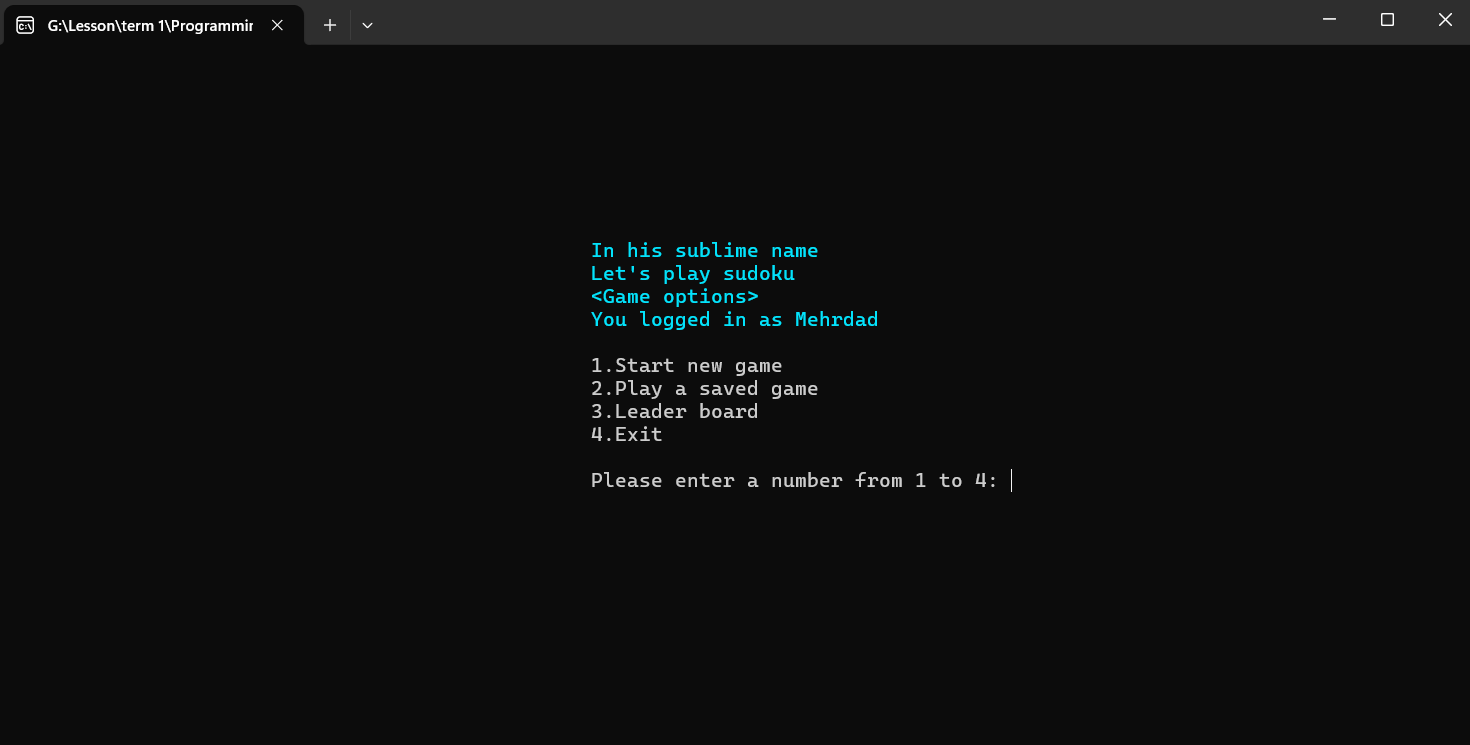 G:\Lesson\term 1\Programmir
In his sublime name
Let's play sudoku
<Game options>
You logged in as Mehrdad
1.Start new game
2.Play a saved game
3.Leader board
4.Exit
Please enter a number from 1 to 4: